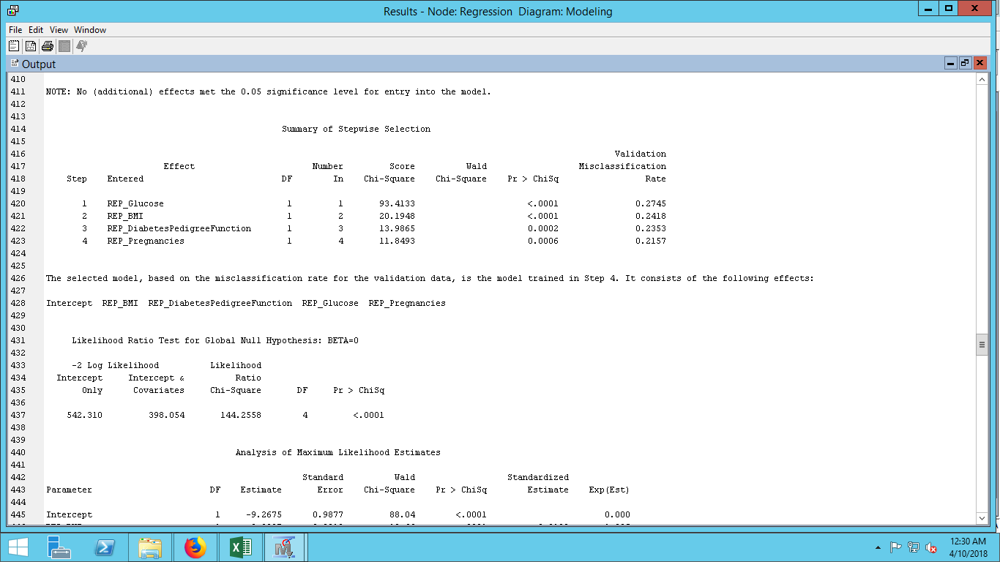 Results - Node: Regression Diagram: Modeling
File Edit View Window
Output
410
411 NOTE: No (additional) effects met the 0.05 significance level for entry into the model.
412
413
414 Summary of Stepwise Selection
415
416 Validation
417 Effect Number Score Wald Misclassification
418 Step Entered DF In Chi-Square Chi-Square Pr > ChiSq Rate
419
420 1 REP_Glucose 1 1 93.4133 <.0001 0.2745
421 2 REP_BMI 1 2 20.1948 <.0001 0.2418
422 3 REP_DiabetesPedigreeFunction 1 3 13.9865 0.0002 0.2353
423 4 REP_Pregnancies 1 4 11.8493 0.0006 0.2157
424
425
426 The selected model, based on the misclassification rate for the validation data, is the model trained in Step 4. It consists of the following effects:
427
428 Intercept REP_BMI REP_DiabetesPedigreeFunction REP_Glucose REP_Pregnancies
429
430
431 Likelihood Ratio Test for Global Null Hypothesis: BETA=0
432
433 -2 Log Likelihood Likelihood
434 Intercept Intercept & Ratio
435 Only Covariates Chi-Square DF Pr > ChiSq
436
437 542.310 398.054 144.2558 4 <.0001
438
439
440 Analysis of Maximum Likelihood Estimates
441
442 Standard Wald Standardized
443 Parameter DF Estimate Error Chi-Square Pr > ChiSq Estimate Exp(Est)
444
445 Intercept 1 -9.2675 0.9877 88.04 <.0001 0.000
12:30 AM
4/10/2018